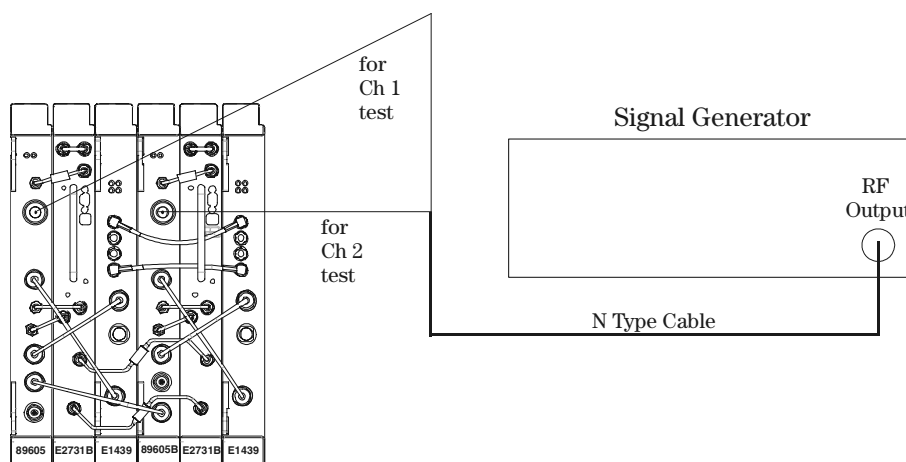 for
Ch 1
test
Signal Generator
RF
Output
for
Ch 2
test
N Type Cable
89605 E2731B E1439 89605B E2731B E1439